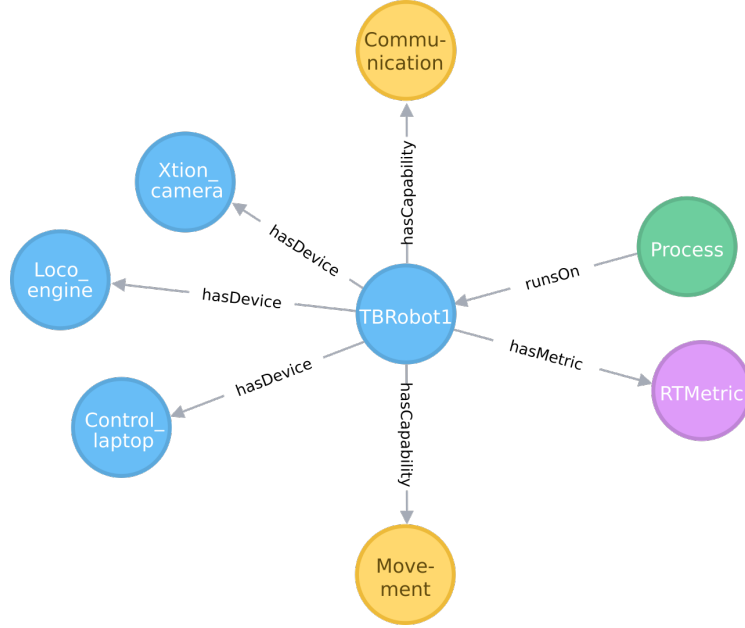 Commu-
nication
hasCapability
Xtion_
camera
hasDevice
Process
runsOn
Loco_
engine
hasDevice
TBRobot1
hasMetric
RTMetric
hasDevice
Control_
laptop
hasCapability
Move-
ment